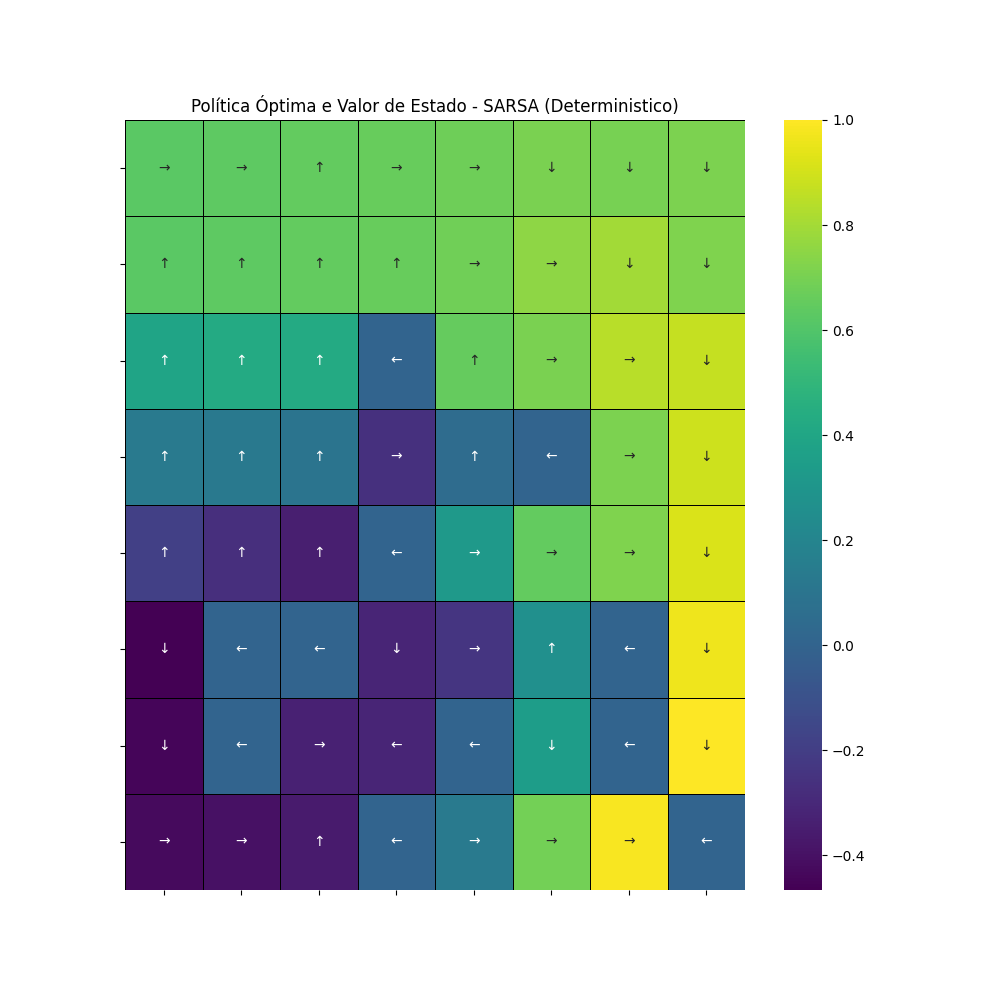 Política Óptima e Valor de Estado - SARSA (Deterministico)
→ → ↑ → → ↓ ↓ ↓
↑ ↑ ↑ ↑ → → ↓ ↓
↑ ↑ ↑ ← ↑ → → ↓
↑ ↑ ↑ → ↑ ← → ↓
↑ ↑ ↑ ← → → → ↓
↓ ← ← ↓ → ↑ ← ↓
↓ ← → ← ← ↓ ← ↓
→ → ↑ ← → → → ←
1.0
0.8
0.6
0.4
0.2
0.0
−0.2
−0.4